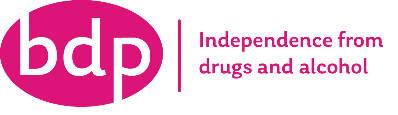 bdp
Independence from
drugs and alcohol